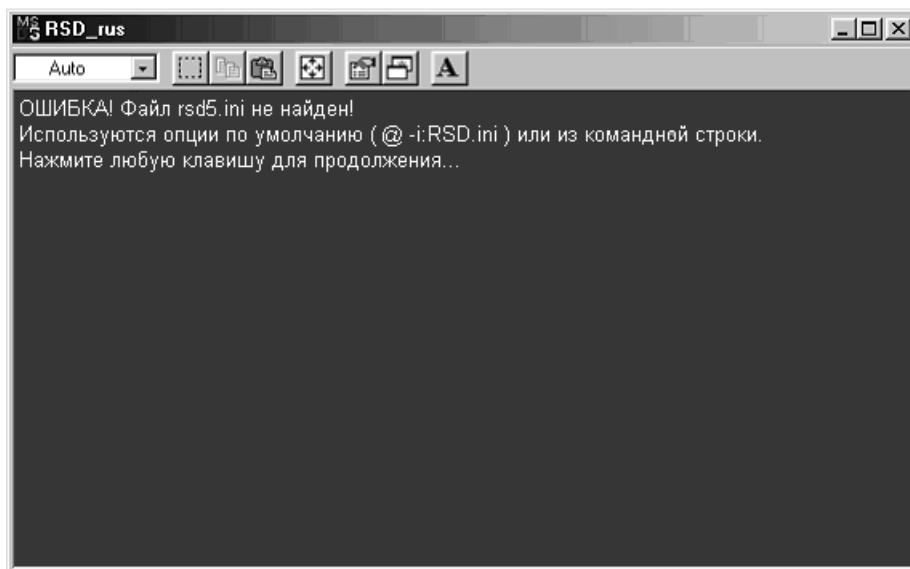 RSD_rus
Auto
A
ОШИБКА! Файл rsd5.ini не найден!
Используются опции по умолчанию ( @ -i:RSD.ini ) или из командной строки.
Нажмите любую клавишу для продолжения...